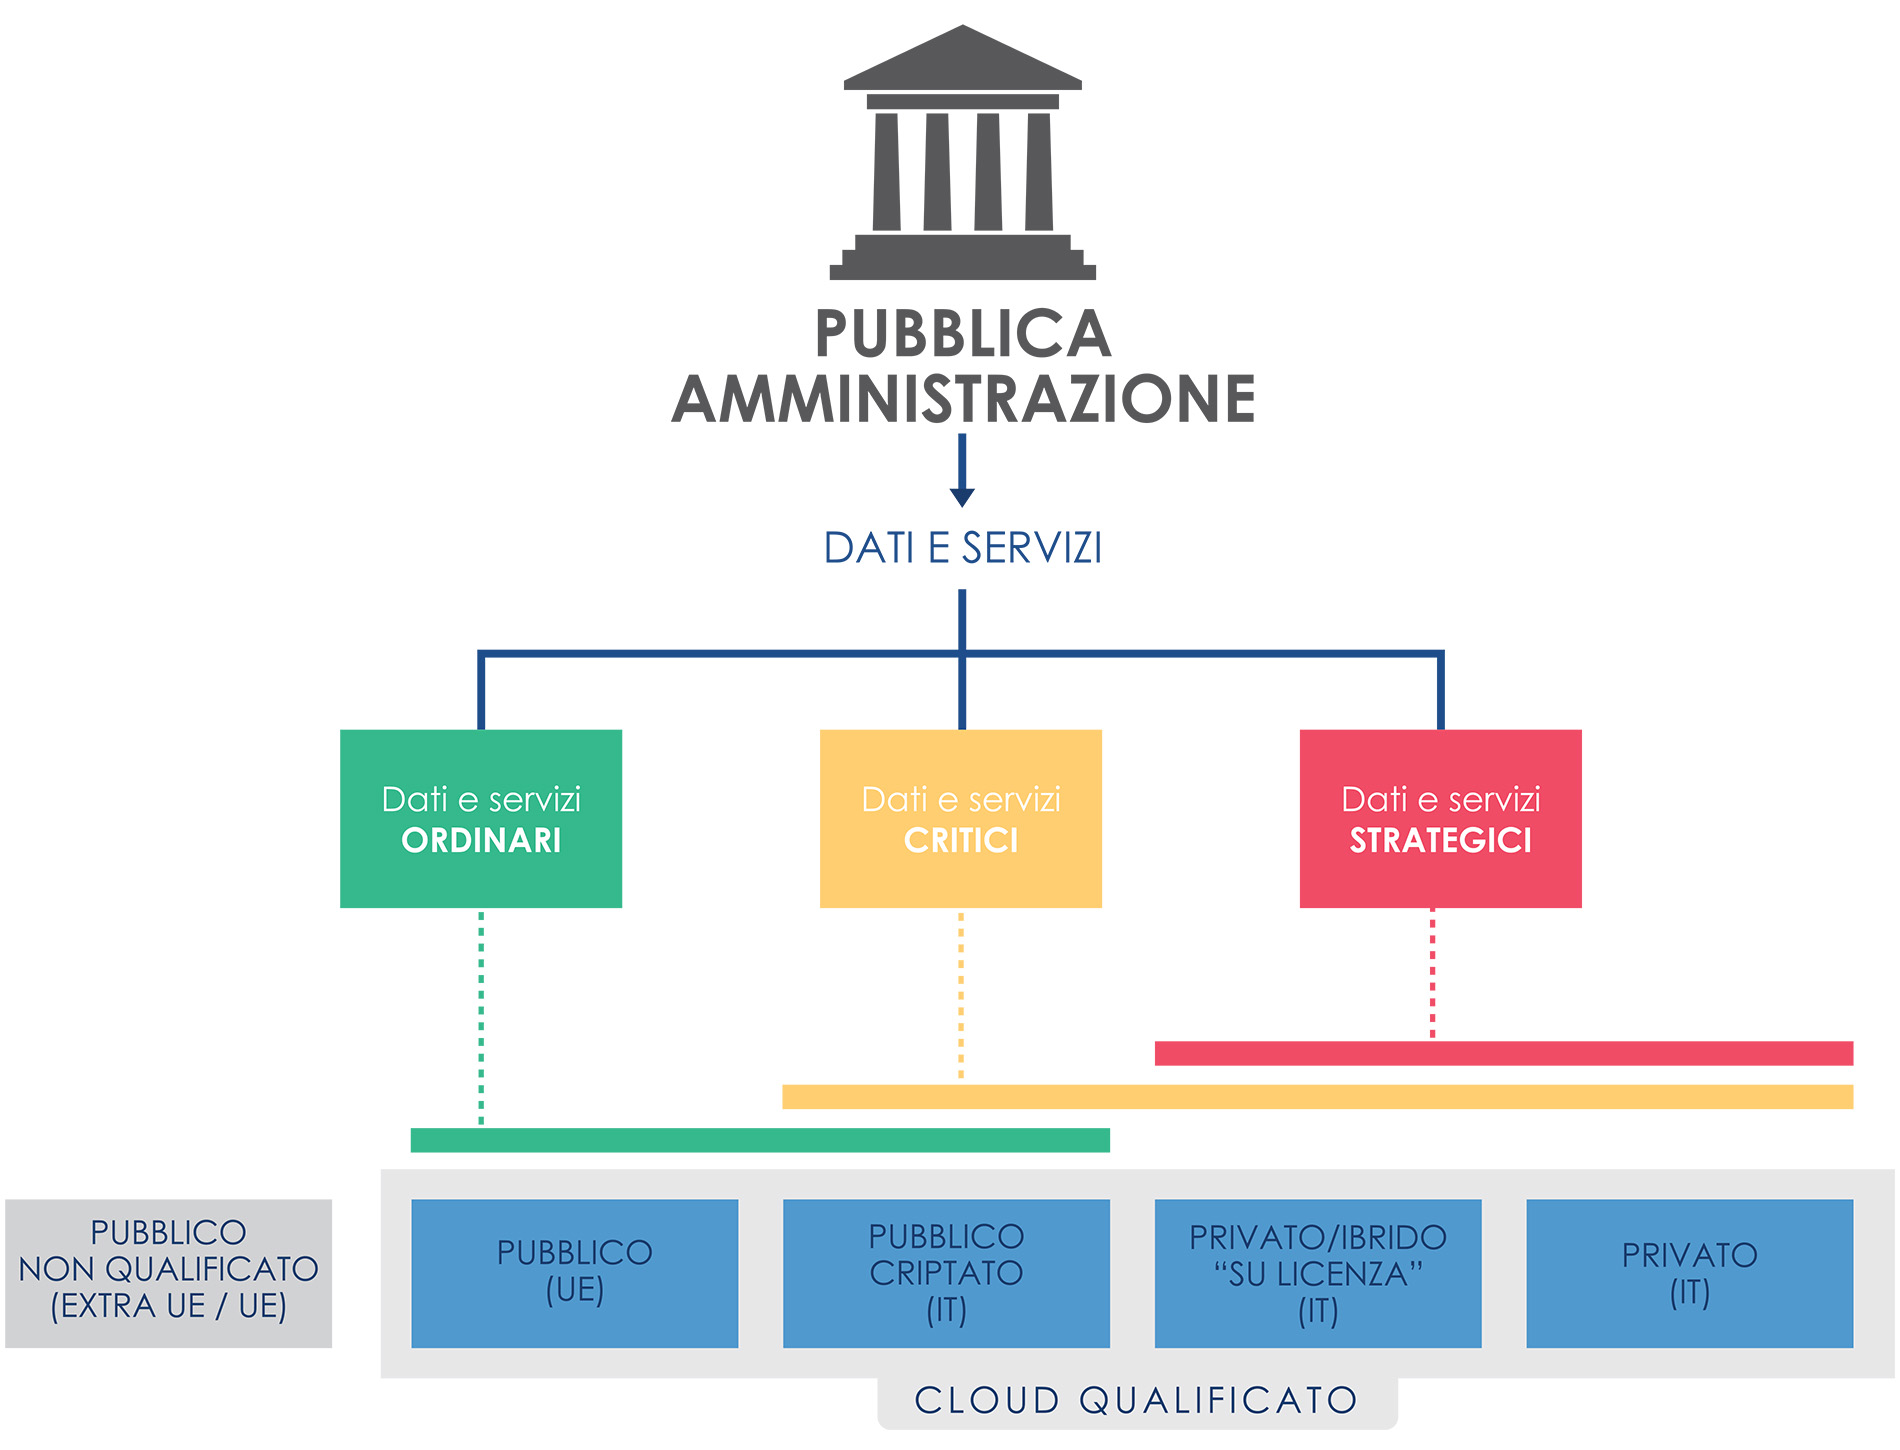 PUBBLICA
AMMINISTRAZIONE
DATI E SERVIZI
Dati e servizi
ORDINARI
Dati e servizi
CRITICI
Dati e servizi
STRATEGICI
PUBBLICO
NON QUALIFICATO
(EXTRA UE / UE)
PUBBLICO
(UE)
PUBBLICO
CRIPTATO
(IT)
PRIVATO/IBRIDO
“SU LICENZA”
(IT)
PRIVATO
(IT)
CLOUD QUALIFICATO